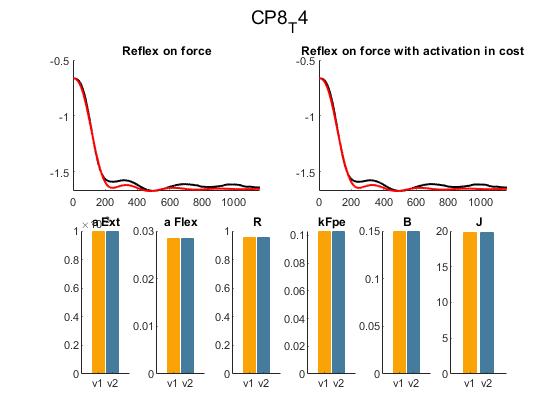 CP8_T4
Reflex on force
Reflex on force with activation in cost
-0.5 -0.5
-1 -1
-1.5 -1.5
0 200 400 600 800 1000 0 200 400 600 800 1000
a Ext a Flex R kFpe B J
1 0.8 0.6 0.4 0.2 0
v1 v2
0.03 0.02 0.01 0
v1 v2
1 0.8 0.6 0.4 0.2 0
v1 v2
0.1 0.08 0.06 0.04 0.02 0
v1 v2
0.15 0.1 0.05 0
v1 v2
20 15 10 5 0
v1 v2